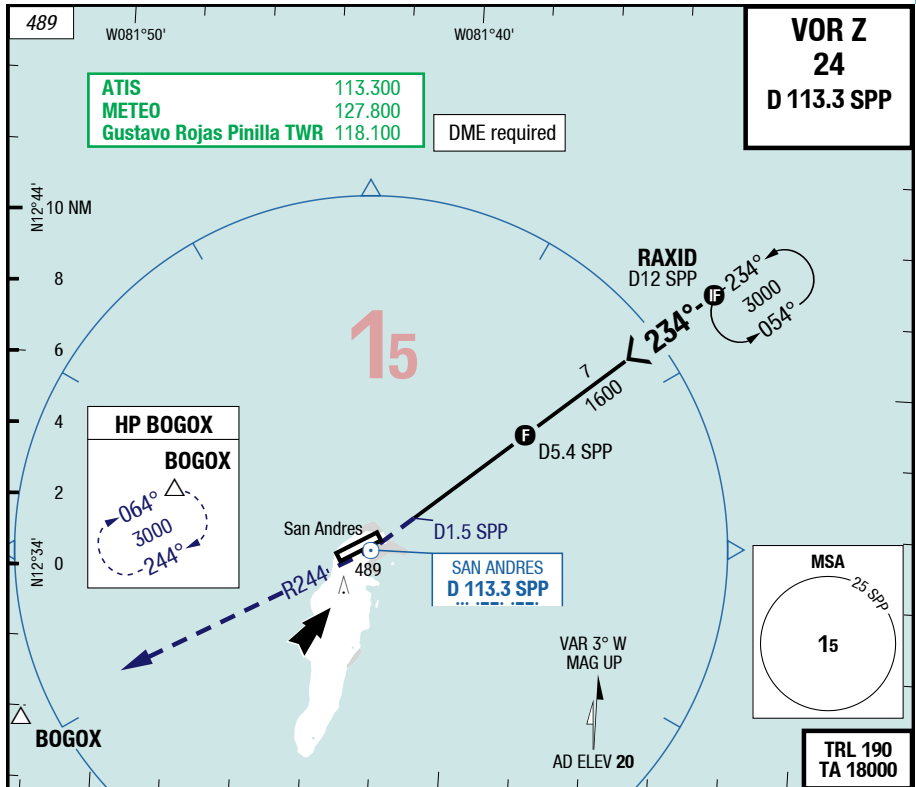 489
W081°50'
W081°40'
VOR Z
24
D 113.3 SPP
ATIS 113.300
METEO 127.800
Gustavo Rojas Pinilla TWR 118.100
DME required
N12°44'
10 NM
8
6
4
2
0
N12°34'
15
RAXID
D12 SPP
IF
234°
3000
054°
234°
7
1600
F
D5.4 SPP
HP BOGOX
BOGOX
064°
3000
244°
San Andres
D1.5 SPP
489
R244
SAN ANDRES
D 113.3 SPP
MSA
25 SPP
15
VAR 3° W
MAG UP
AD ELEV 20
BOGOX
TRL 190
TA 18000